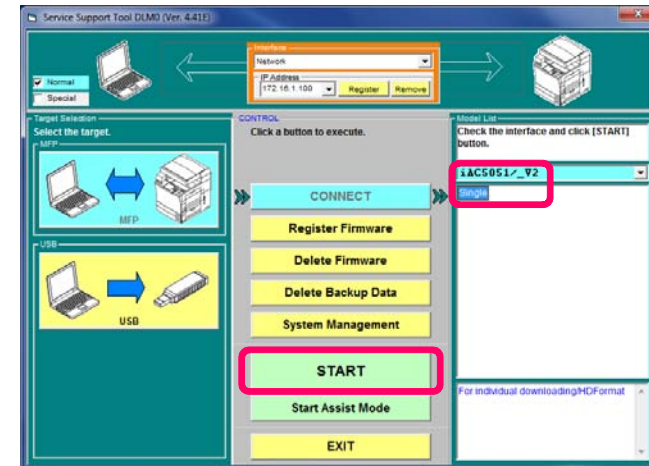 Service Support Tool DLM0 (Ver. 4.41E)
Interface
Network
IP Address
172.16.1.100
Register
Remove
Normal
Special
Target Selection
Select the target.
MFP
MFP
USB
USB
CONTROL
Click a button to execute.
CONNECT
Register Firmware
Delete Firmware
Delete Backup Data
System Management
START
Start Assist Mode
EXIT
Model List
Check the interface and click [START]
button.
iAC5051/_V2
Single
For individual downloading/HDFormat